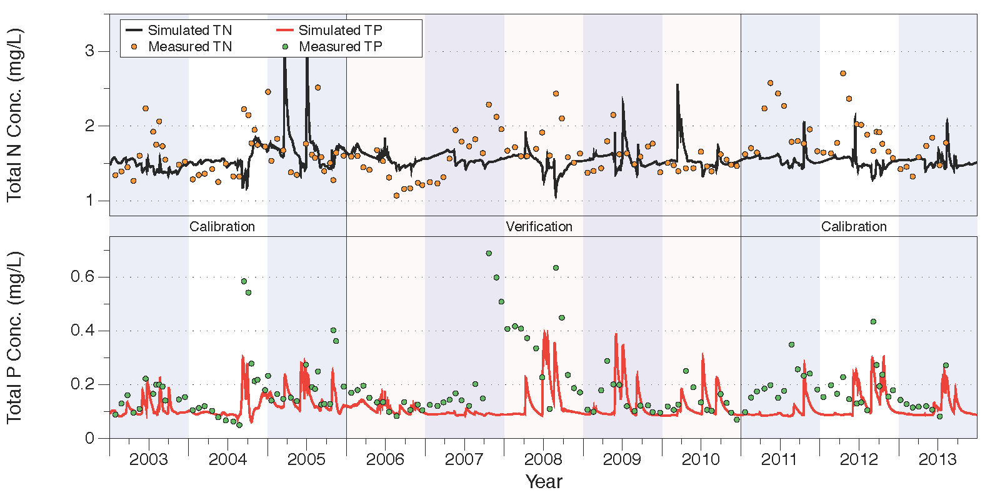 Total N Conc. (mg/L)
Simulated TN
Simulated TP
Measured TN
Measured TP
3
2
1
Calibration
Verification
Calibration
Total P Conc. (mg/L)
0.6
0.4
0.2
0
2003 2004 2005 2006 2007 2008 2009 2010 2011 2012 2013
Year